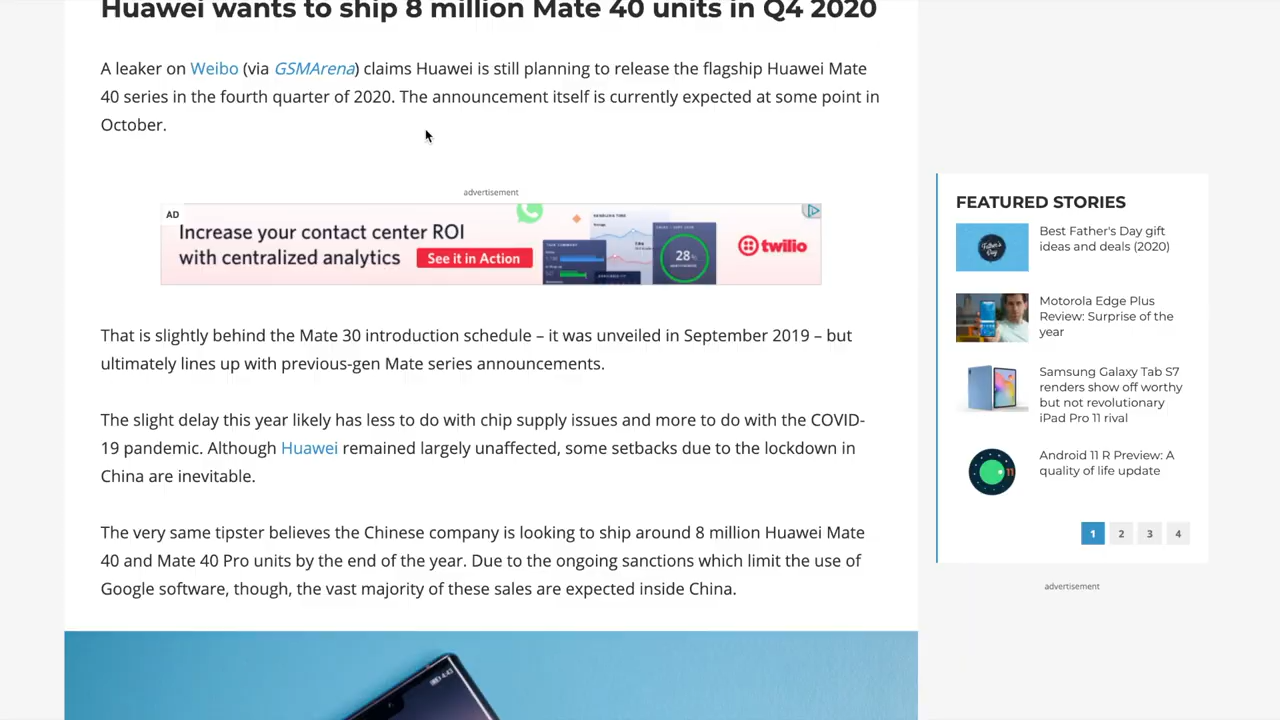 Huawei wants to ship 8 million Mate 40 units in Q4 2020
A leaker on Weibo (via GSMArena) claims Huawei is still planning to release the flagship Huawei Mate
40 series in the fourth quarter of 2020. The announcement itself is currently expected at some point in
October.
advertisement
AD
Increase your contact center ROI
with centralized analytics
See it in Action
28%
twilio
That is slightly behind the Mate 30 introduction schedule – it was unveiled in September 2019 – but
ultimately lines up with previous-gen Mate series announcements.
The slight delay this year likely has less to do with chip supply issues and more to do with the COVID-
19 pandemic. Although Huawei remained largely unaffected, some setbacks due to the lockdown in
China are inevitable.
The very same tipster believes the Chinese company is looking to ship around 8 million Huawei Mate
40 and Mate 40 Pro units by the end of the year. Due to the ongoing sanctions which limit the use of
Google software, though, the vast majority of these sales are expected inside China.
4:43
FEATURED STORIES
Best Father's Day gift
ideas and deals (2020)
Motorola Edge Plus
Review: Surprise of the
year
Samsung Galaxy Tab S7
renders show off worthy
but not revolutionary
iPad Pro 11 rival
11
Android 11 R Preview: A
quality of life update
1 2 3 4
advertisement